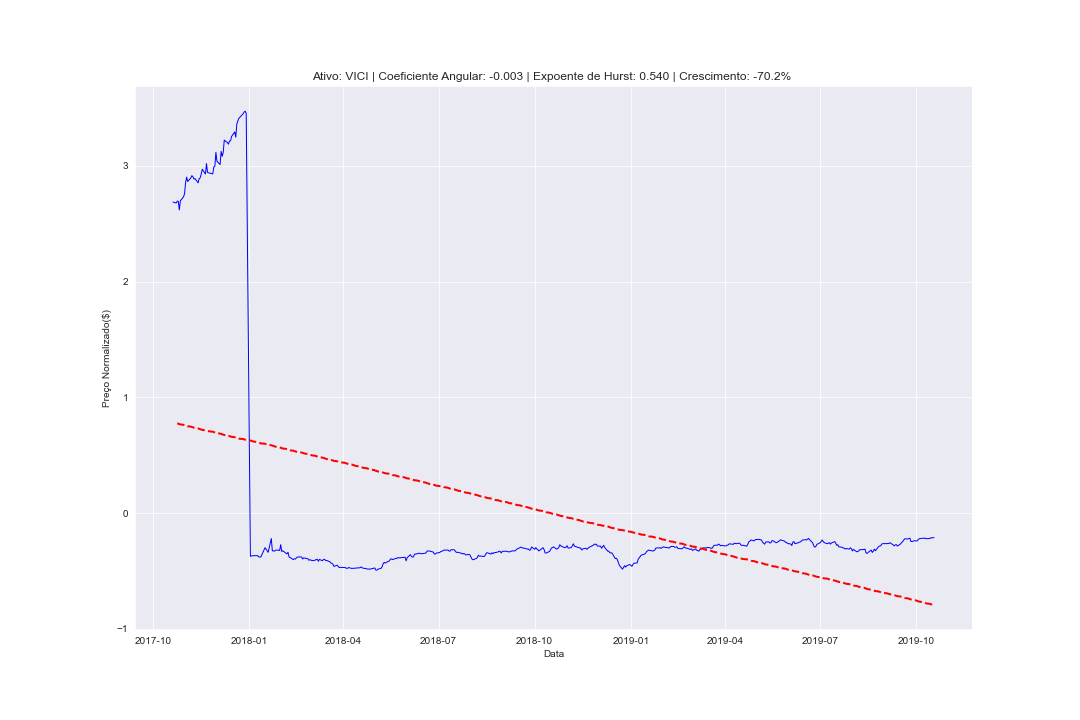 Ativo: VICI | Coeficiente Angular: -0.003 | Expoente de Hurst: 0.540 | Crescimento: -70.2%
Preço Normalizado($)
3
2
1
0
−1
2017-10 2018-01 2018-04 2018-07 2018-10 2019-01 2019-04 2019-07 2019-10
Data